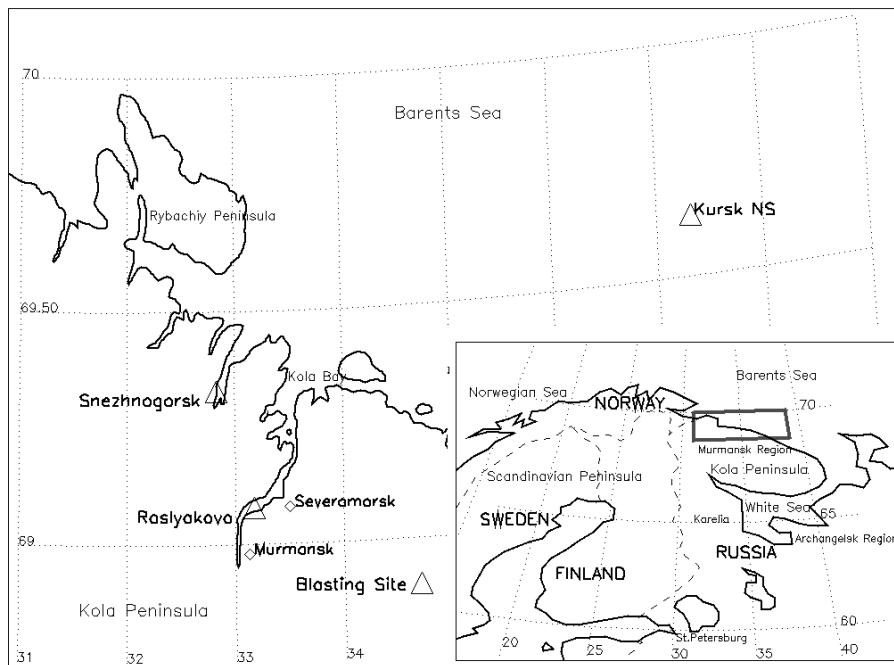 70
Barents Sea
Kursk NS
Rybachiy Peninsula
69.50
Kola Bay
Snezhnogorsk
Raslyakovo
Severamorsk
69
Murmansk
Blasting Site
Kola Peninsula
31
32
33
34
Barents Sea
Norwegian Sea
NORWAY
70
Murmansk Region
Scandinavian Peninsula
Kola Peninsula
White Sea
65
SWEDEN
Karelia
Archangelsk Region
RUSSIA
FINLAND
60
St.Petersburg
20
25
30
35
40